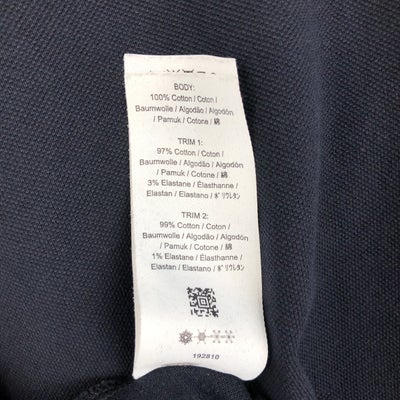 BODY:
100% Cotton / Coton /
Baumwolle / Algodão / Algodón
/ Pamuk / Cotone / 綿
TRIM 1:
97% Cotton / Coton /
Baumwolle / Algodão / Algodón
/ Pamuk / Cotone / 綿
3% Elastane / Élasthanne /
Elastan / Elastano / ポリウレタン
TRIM 2:
99% Cotton / Coton /
Baumwolle / Algodão / Algodón
/ Pamuk / Cotone / 綿
1% Elastane / Élasthanne /
Elastan / Elastano / ポリウレタン
192810